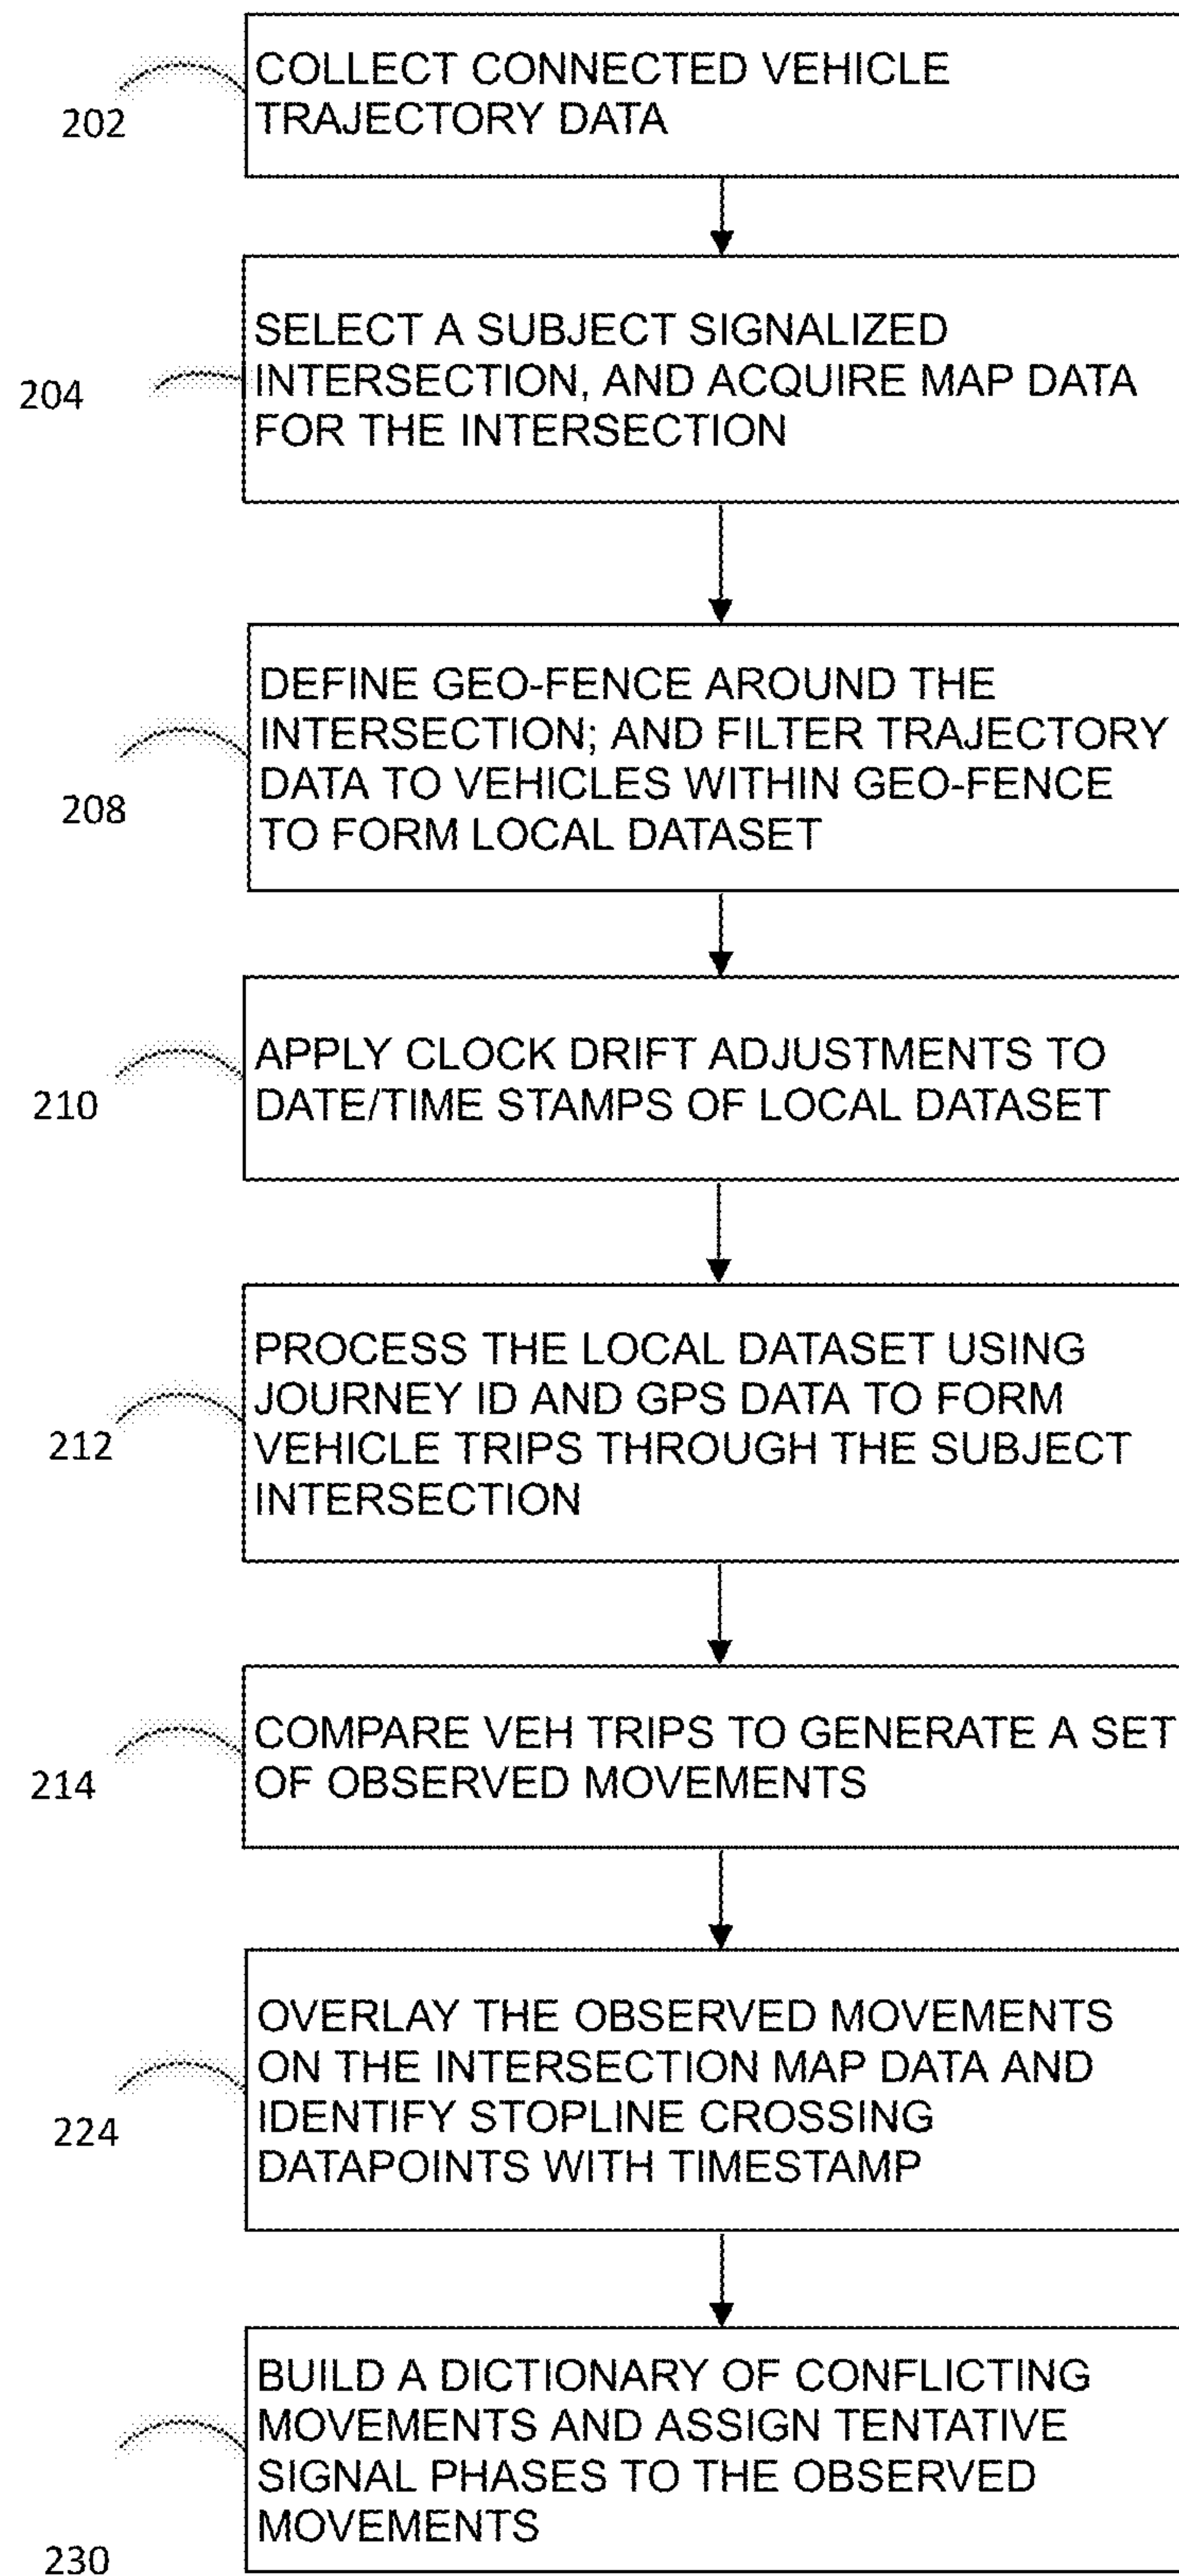 COLLECT CONNECTED VEHICLE
TRAJECTORY DATA
202
SELECT A SUBJECT SIGNALIZED
INTERSECTION, AND ACQUIRE MAP DATA
FOR THE INTERSECTION
204
DEFINE GEO-FENCE AROUND THE
INTERSECTION; AND FILTER TRAJECTORY
DATA TO VEHICLES WITHIN GEO-FENCE
TO FORM LOCAL DATASET
208
APPLY CLOCK DRIFT ADJUSTMENTS TO
DATE/TIME STAMPS OF LOCAL DATASET
210
PROCESS THE LOCAL DATASET USING
JOURNEY ID AND GPS DATA TO FORM
VEHICLE TRIPS THROUGH THE SUBJECT
INTERSECTION
212
COMPARE VEH TRIPS TO GENERATE A SET
OF OBSERVED MOVEMENTS
214
OVERLAY THE OBSERVED MOVEMENTS
ON THE INTERSECTION MAP DATA AND
IDENTIFY STOPLINE CROSSING
DATAPOINTS WITH TIMESTAMP
224
BUILD A DICTIONARY OF CONFLICTING
MOVEMENTS AND ASSIGN TENTATIVE
SIGNAL PHASES TO THE OBSERVED
MOVEMENTS
230